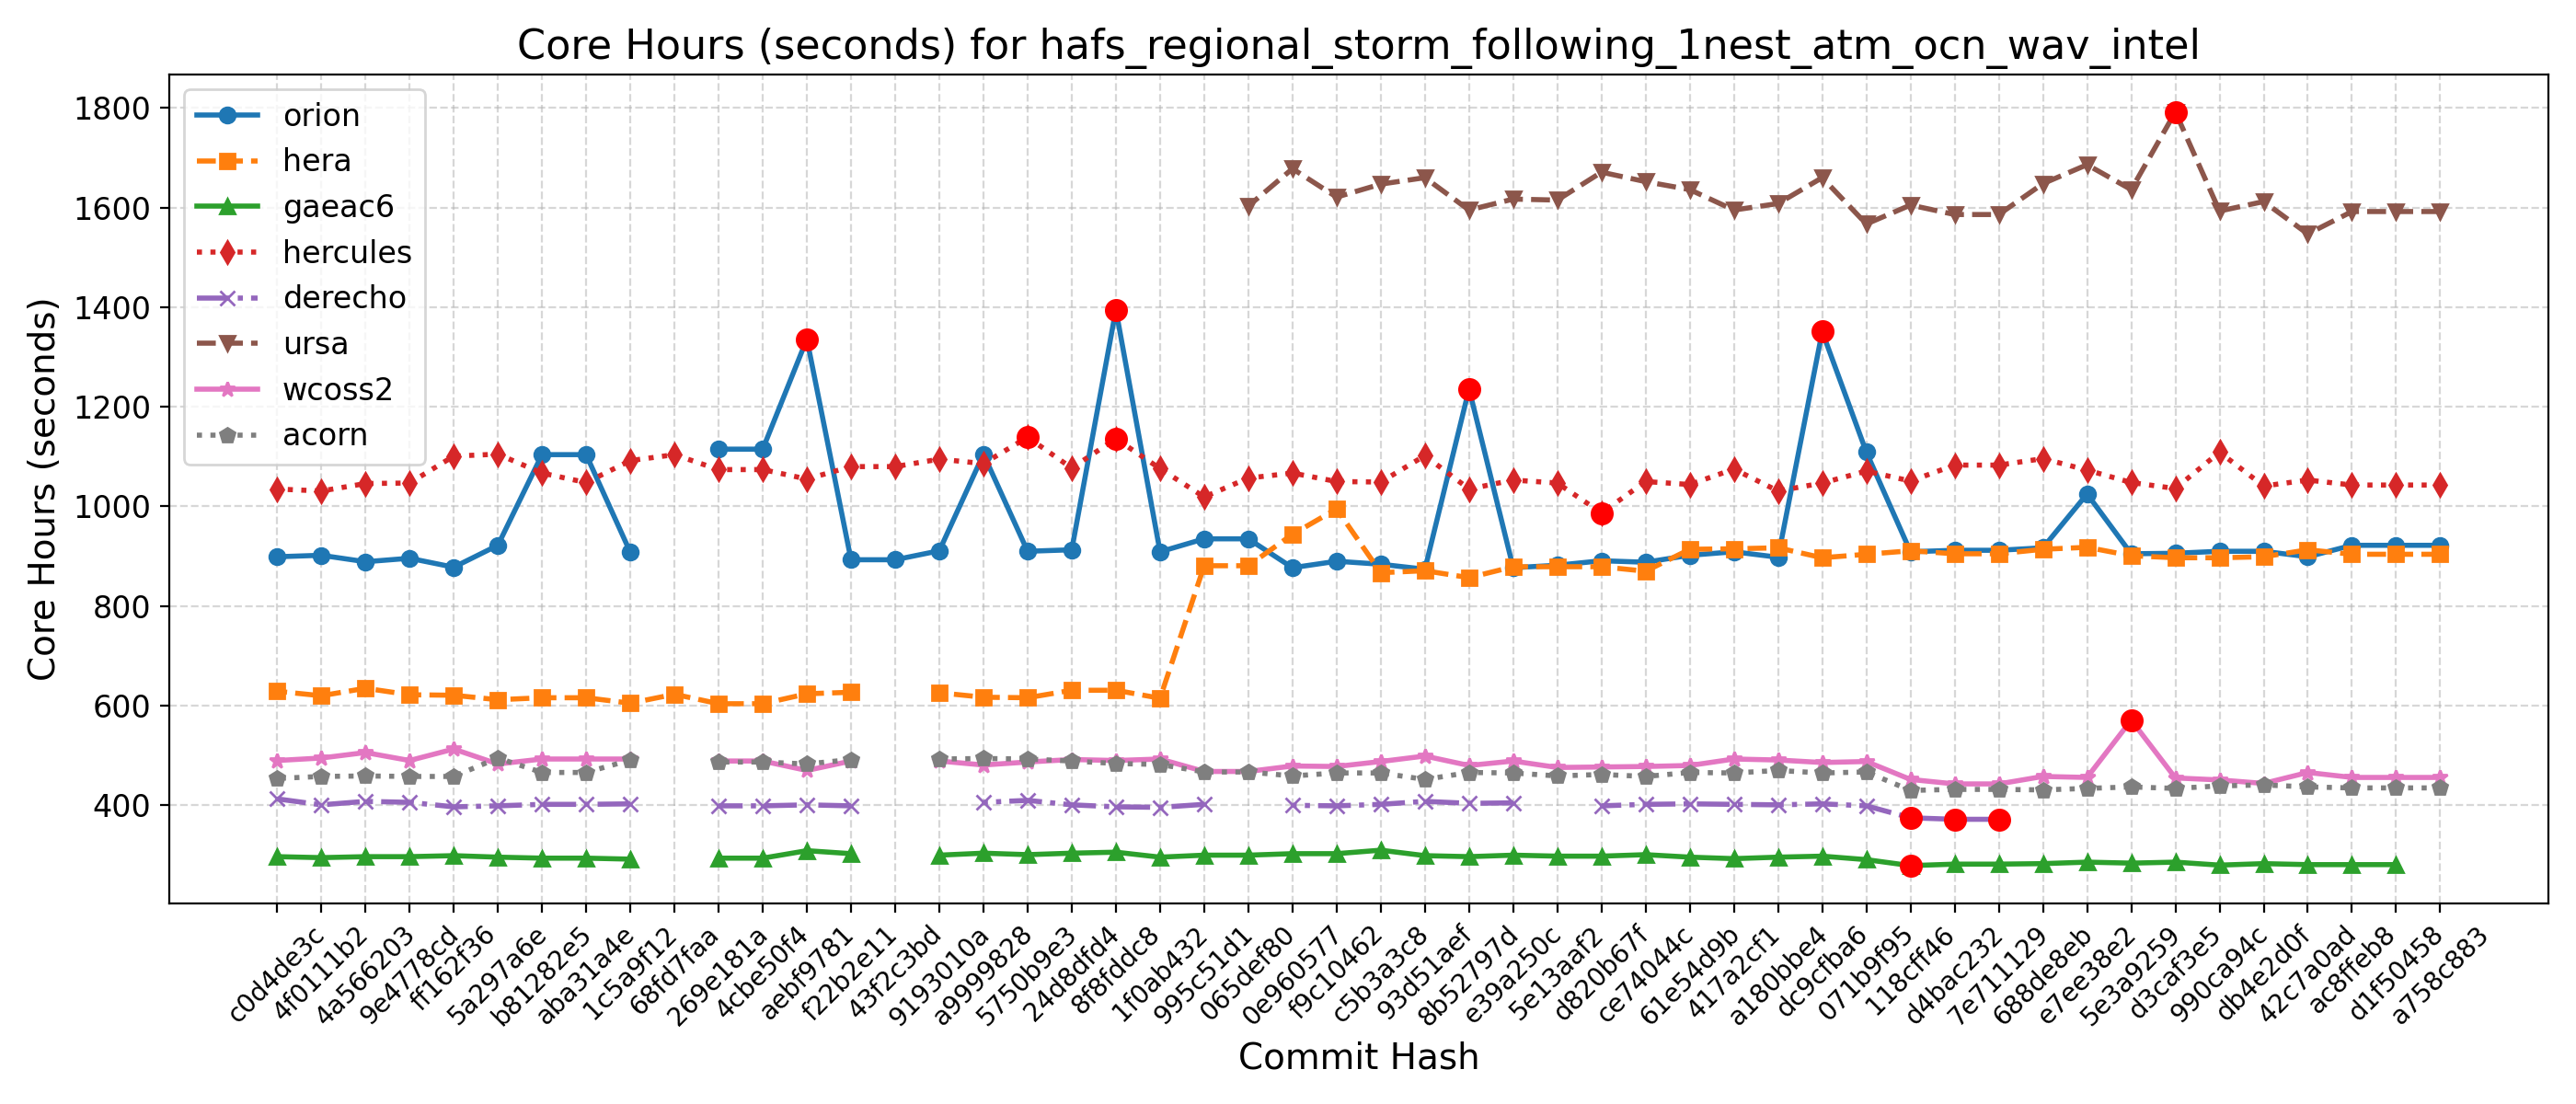 Core Hours (seconds) for hafs_regional_storm_following_1nest_atm_ocn_wav_intel
Core Hours (seconds)
1800
1600
1400
1200
1000
800
600
400
orion
hera
gaeac6
hercules
derecho
ursa
wcoss2
acorn
c0d4de3c
4f0111b2
4a566203
9e4778cd
ff162f36
5a297a6e
b81282e5
aba31a4e
1c5a9f12
68fd7faa
269e181a
4cbe50f4
aebf9781
f22b2e11
43f2c3bd
9193010a
a9999828
5750b9e3
24d8dfd4
8f8fddc8
1f0ab432
995c51d1
065def80
0e960577
f9c10462
c5b3a3c8
93d51aef
8b52797d
e39a250c
5e13aaf2
d820b67f
ce74044c
61e54d9b
417a2cf1
a180bbe4
dc9cfba6
071b9f95
118cff46
d4bac232
7e711129
688de8eb
e7ee38e2
5e3a9259
d3caf3e5
990ca94c
db4e2d0f
42c7a0ad
ac8ffeb8
d1f50458
a758c883
Commit Hash